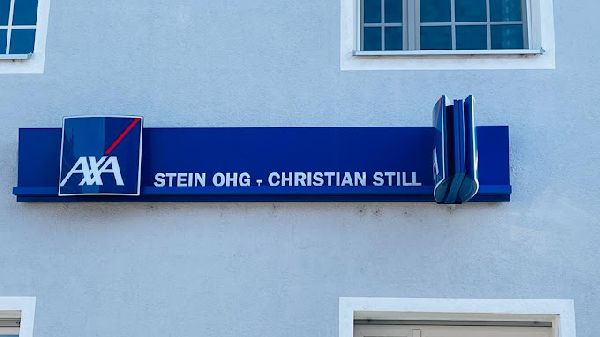 AXA
STEIN OHG - CHRISTIAN STILL